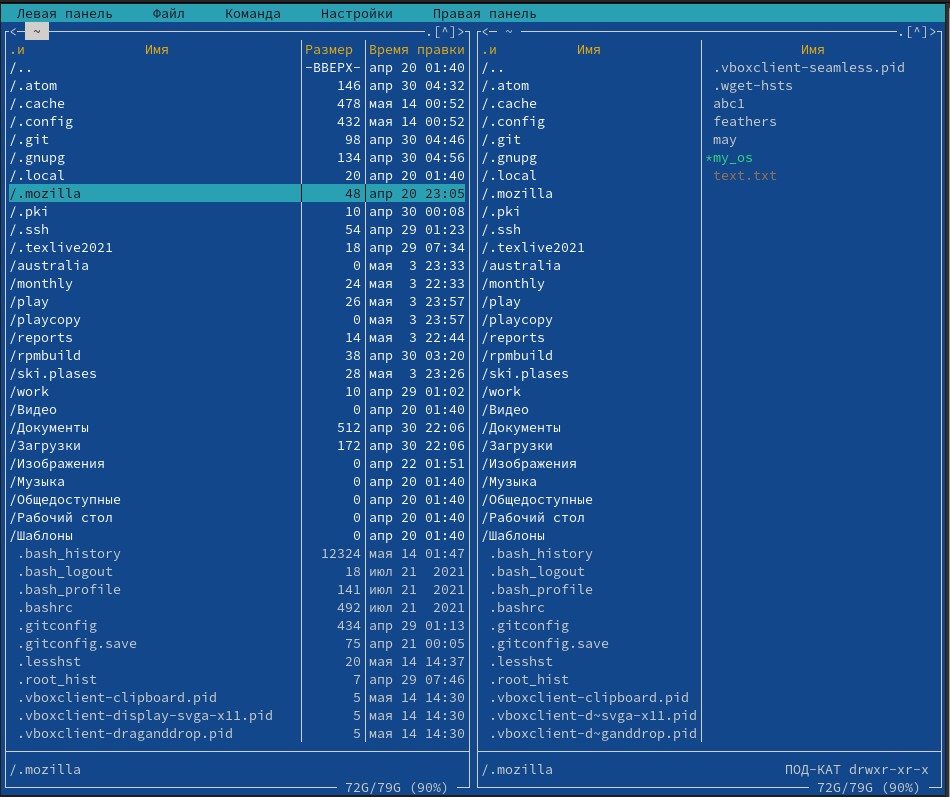 Левая панель Файл Команда Настройки Правая панель
<- ~ .[^]> <- ~ .[^]>
.и Имя Размер Время правки .и Имя Имя
/.. -ВВЕРХ- апр 20 01:40 /.. .vboxclient-seamless.pid
/.atom 146 апр 30 04:32 /.atom .wget-hsts
/.cache 478 мая 14 00:52 /.cache abc1
/.config 432 мая 14 00:52 /.config feathers
/.git 98 апр 30 04:46 /.git may
/.gnupg 134 апр 30 04:56 /.gnupg *my_os
/.local 20 апр 20 01:40 /.local text.txt
/.mozilla 48 апр 20 23:05 /.mozilla
/.pki 10 апр 30 00:08 /.pki
/.ssh 54 апр 29 01:23 /.ssh
/.texlive2021 18 апр 29 07:34 /.texlive2021
/australia 0 мая 3 23:33 /australia
/monthly 24 мая 3 22:33 /monthly
/play 26 мая 3 23:57 /play
/playcopy 0 мая 3 23:57 /playcopy
/reports 14 мая 3 22:44 /reports
/rpmbuild 38 апр 30 03:20 /rpmbuild
/ski.plases 28 мая 3 23:26 /ski.plases
/work 10 апр 29 01:02 /work
/Видео 0 апр 20 01:40 /Видео
/Документы 512 апр 30 22:06 /Документы
/Загрузки 172 апр 30 22:06 /Загрузки
/Изображения 0 апр 22 01:51 /Изображения
/Музыка 0 апр 20 01:40 /Музыка
/Общедоступные 0 апр 20 01:40 /Общедоступные
/Рабочий стол 0 апр 20 01:40 /Рабочий стол
/Шаблоны 0 апр 20 01:40 /Шаблоны
.bash_history 12324 мая 14 01:47 .bash_history
.bash_logout 18 июл 21 2021 .bash_logout
.bash_profile 141 июл 21 2021 .bash_profile
.bashrc 492 июл 21 2021 .bashrc
.gitconfig 434 апр 29 01:13 .gitconfig
.gitconfig.save 75 апр 21 00:05 .gitconfig.save
.lesshst 20 мая 14 14:37 .lesshst
.root_hist 7 апр 29 07:46 .root_hist
.vboxclient-clipboard.pid 5 мая 14 14:30 .vboxclient-clipboard.pid
.vboxclient-display-svga-x11.pid 5 мая 14 14:30 .vboxclient-d~svga-x11.pid
.vboxclient-draganddrop.pid 5 мая 14 14:30 .vboxclient-d~ganddrop.pid
/.mozilla /.mozilla ПОД-КАТ drwxr-xr-x
72G/79G (90%) 72G/79G (90%)